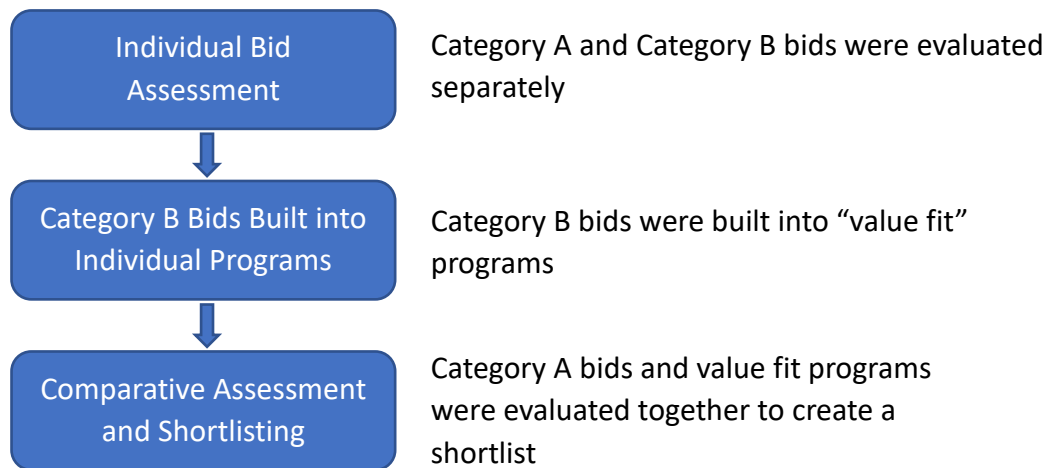 Individual Bid
Assessment
Category A and Category B bids were evaluated
separately
Category B Bids Built into
Individual Programs
Category B bids were built into “value fit”
programs
Comparative Assessment
and Shortlisting
Category A bids and value fit programs
were evaluated together to create a
shortlist